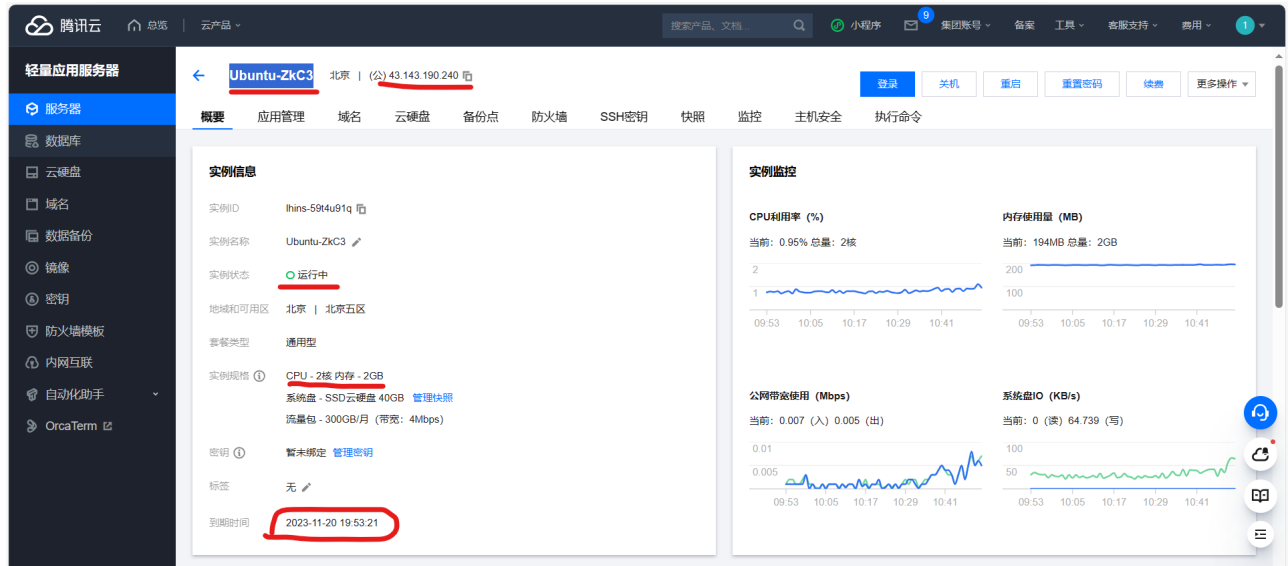 腾讯云 总览 云产品 搜索产品、文档... 小程序 9 集团账号 备案 工具 客服支持 费用 1
轻量应用服务器
服务器
数据库
云硬盘
域名
数据备份
镜像
密钥
防火墙模板
内网互联
自动化助手
OrcaTerm
Ubuntu-ZkC3 北京 | (公) 43.143.190.240
登录 关机 重启 重置密码 续费 更多操作
概要 应用管理 域名 云硬盘 备份点 防火墙 SSH密钥 快照 监控 主机安全 执行命令
实例信息
实例ID lhins-59t4u91q
实例名称 Ubuntu-ZkC3
实例状态 运行中
地域和可用区 北京 | 北京五区
套餐类型 通用型
实例规格 CPU - 2核 内存 - 2GB
系统盘 - SSD云硬盘 40GB 管理快照
流量包 - 300GB/月（带宽：4Mbps）
密钥 暂未绑定 管理密钥
标签 无
到期时间 2023-11-20 19:53:21
实例监控
CPU利用率（%）
当前：0.95% 总量：2核
2
1
09:53 10:05 10:17 10:29 10:41
内存使用量（MB）
当前：194MB 总量：2GB
200
100
09:53 10:05 10:17 10:29 10:41
公网带宽使用（Mbps）
当前：0.007（入）0.005（出）
0.01
0.005
09:53 10:05 10:17 10:29 10:41
系统盘IO（KB/s）
当前：0（读）64.739（写）
100
50
09:53 10:05 10:17 10:29 10:41